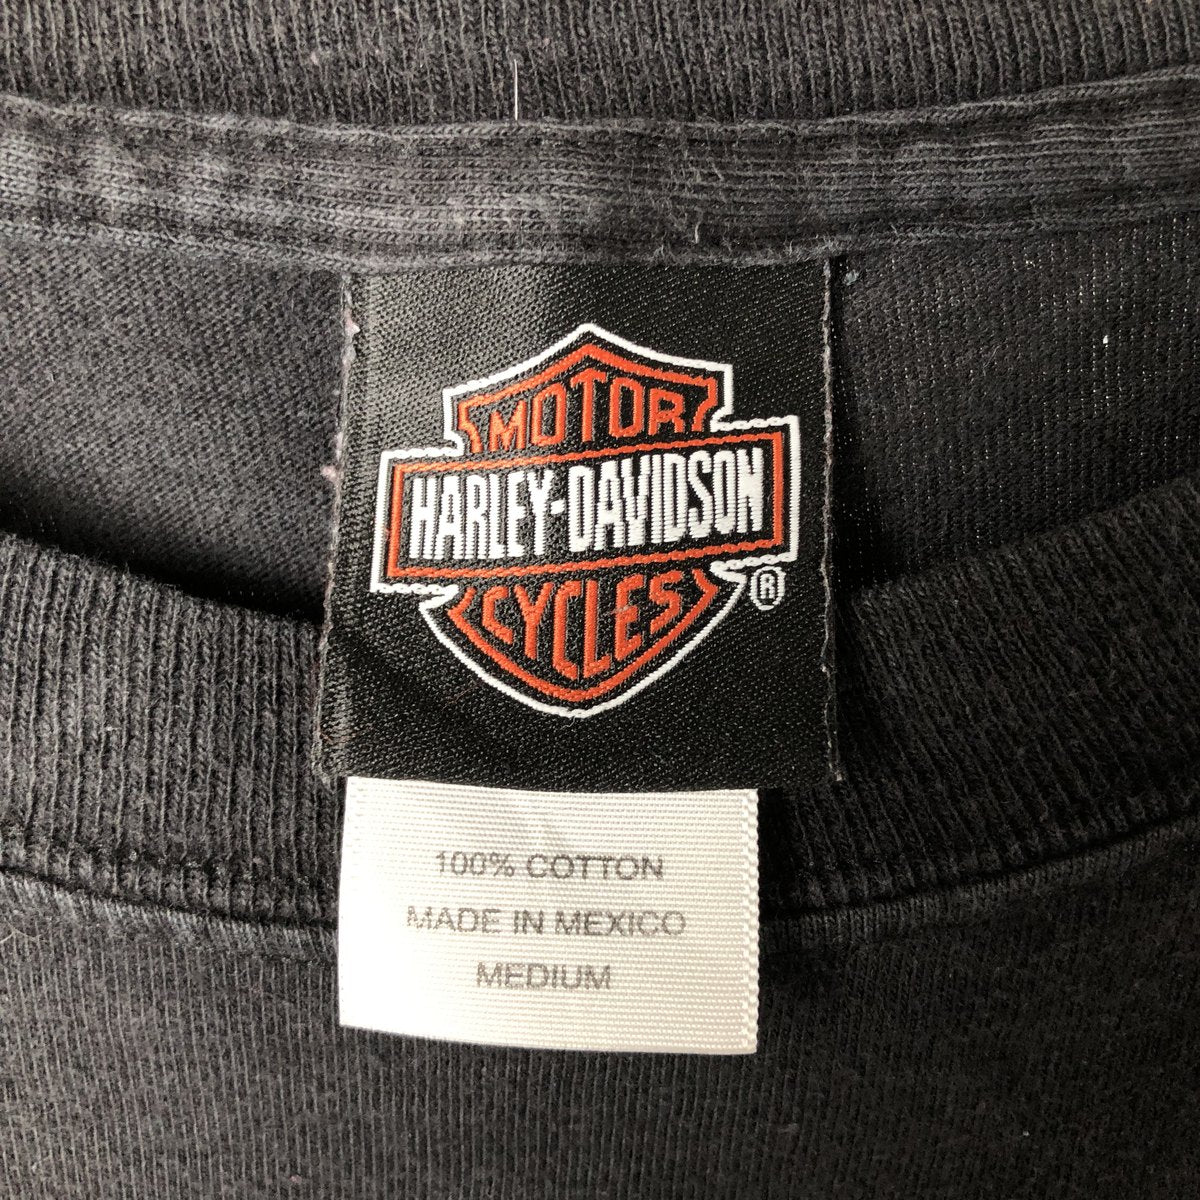 MOTOR
HARLEY-DAVIDSON
CYCLES
®
100% COTTON
MADE IN MEXICO
MEDIUM